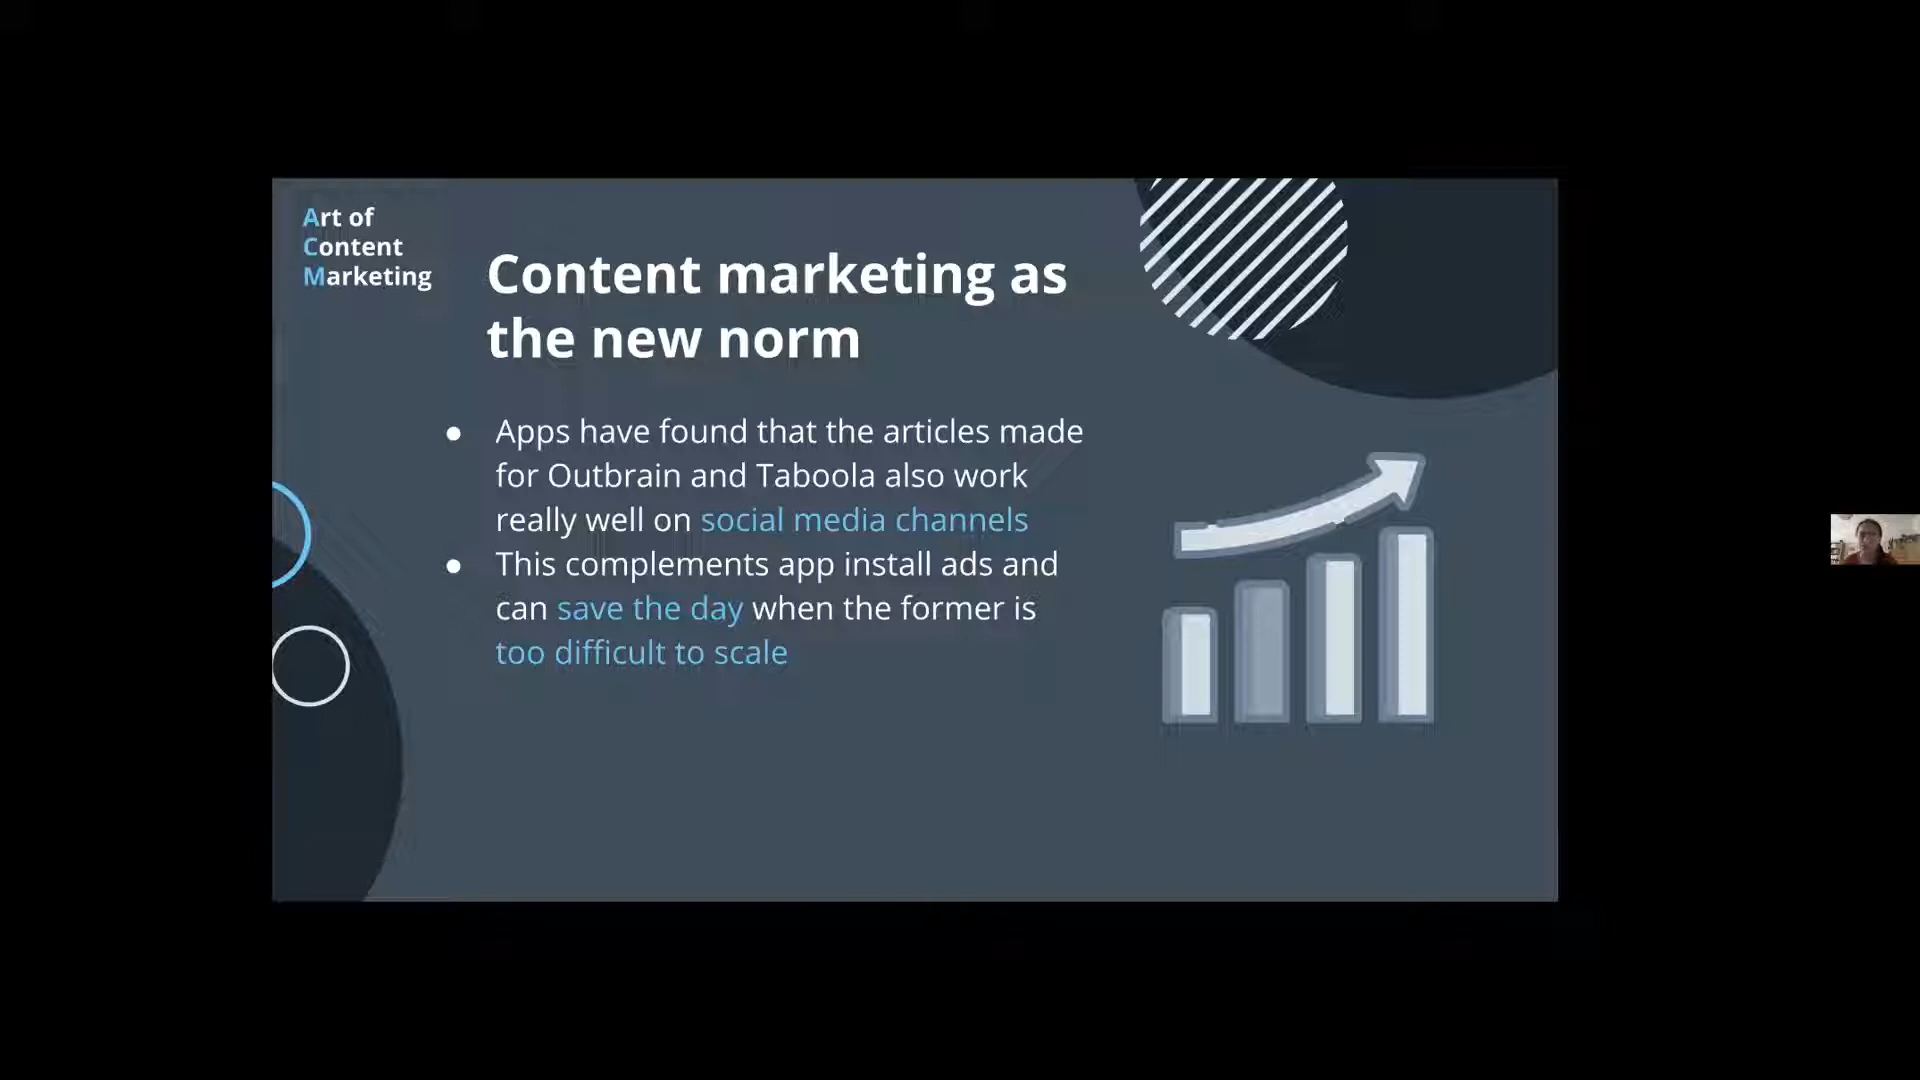 Art of
Content
Marketing
Content marketing as
the new norm
● Apps have found that the articles made
for Outbrain and Taboola also work
really well on social media channels
● This complements app install ads and
can save the day when the former is
too difficult to scale